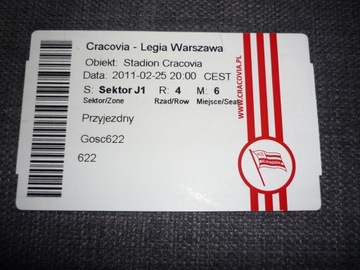 Cracovia - Legia Warszawa
Obiekt: Stadion Cracovia
Data: 2011-02-25 20:00 CEST
S: Sektor J1 R: 4 M: 6
Sektor/Zone Rzad/Row Miejsce/Seat
Przyjezdny
Gosc622
622
WWW.CRACOVIA.PL